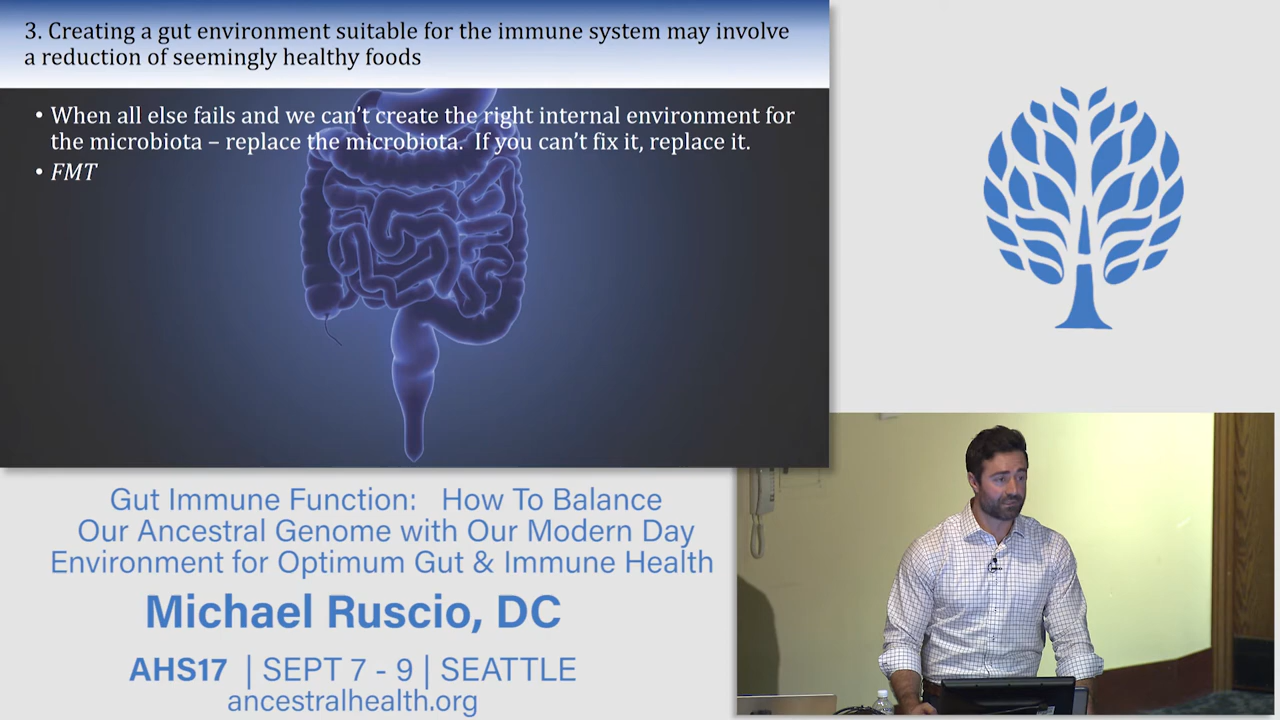 3. Creating a gut environment suitable for the immune system may involve
a reduction of seemingly healthy foods
• When all else fails and we can’t create the right internal environment for
the microbiota – replace the microbiota.  If you can’t fix it, replace it.
• FMT
Gut Immune Function:   How To Balance
Our Ancestral Genome with Our Modern Day
Environment for Optimum Gut & Immune Health
Michael Ruscio, DC
AHS17 | SEPT 7 - 9 | SEATTLE
ancestralhealth.org